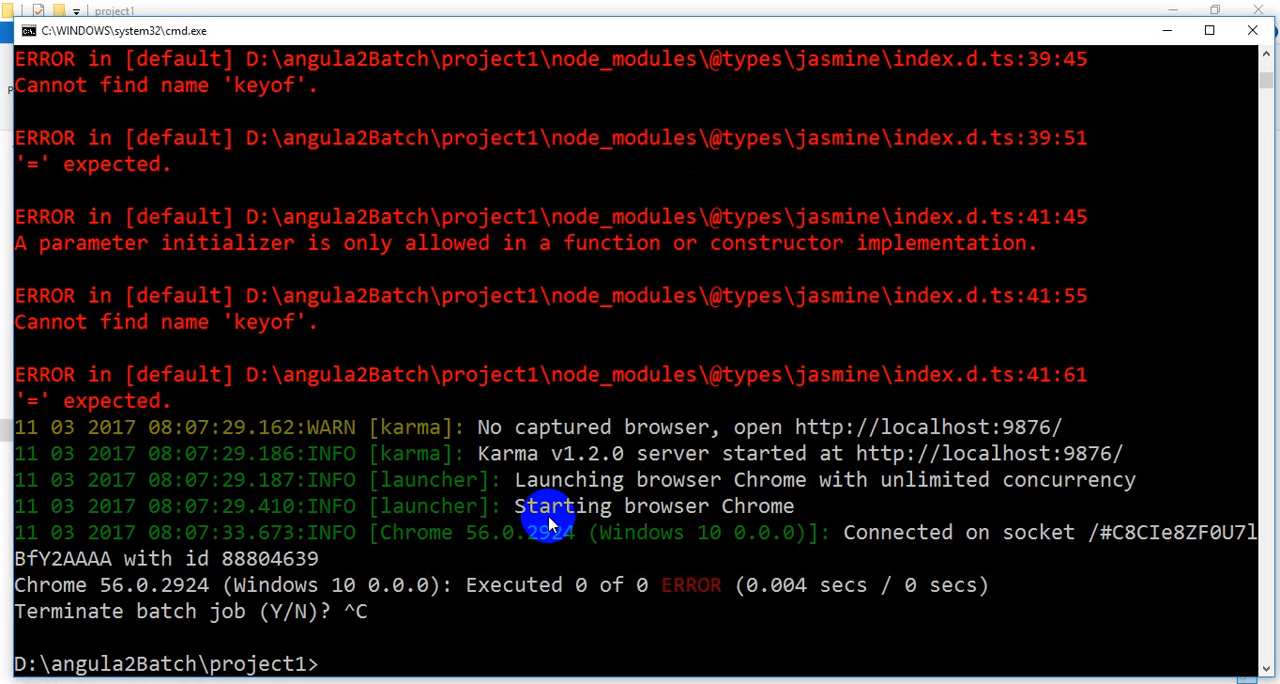 project1
C:\WINDOWS\system32\cmd.exe
ERROR in [default] D:\angula2Batch\project1\node_modules\@types\jasmine\index.d.ts:39:45
Cannot find name 'keyof'.
ERROR in [default] D:\angula2Batch\project1\node_modules\@types\jasmine\index.d.ts:39:51
'=' expected.
ERROR in [default] D:\angula2Batch\project1\node_modules\@types\jasmine\index.d.ts:41:45
A parameter initializer is only allowed in a function or constructor implementation.
ERROR in [default] D:\angula2Batch\project1\node_modules\@types\jasmine\index.d.ts:41:55
Cannot find name 'keyof'.
ERROR in [default] D:\angula2Batch\project1\node_modules\@types\jasmine\index.d.ts:41:61
'=' expected.
11 03 2017 08:07:29.162:WARN [karma]: No captured browser, open http://localhost:9876/
11 03 2017 08:07:29.186:INFO [karma]: Karma v1.2.0 server started at http://localhost:9876/
11 03 2017 08:07:29.187:INFO [launcher]: Launching browser Chrome with unlimited concurrency
11 03 2017 08:07:29.410:INFO [launcher]: Starting browser Chrome
11 03 2017 08:07:33.673:INFO [Chrome 56.0.2924 (Windows 10 0.0.0)]: Connected on socket /#C8CIe8ZF0U7l
BfY2AAAA with id 88804639
Chrome 56.0.2924 (Windows 10 0.0.0): Executed 0 of 0 ERROR (0.004 secs / 0 secs)
Terminate batch job (Y/N)? ^C
D:\angula2Batch\project1>